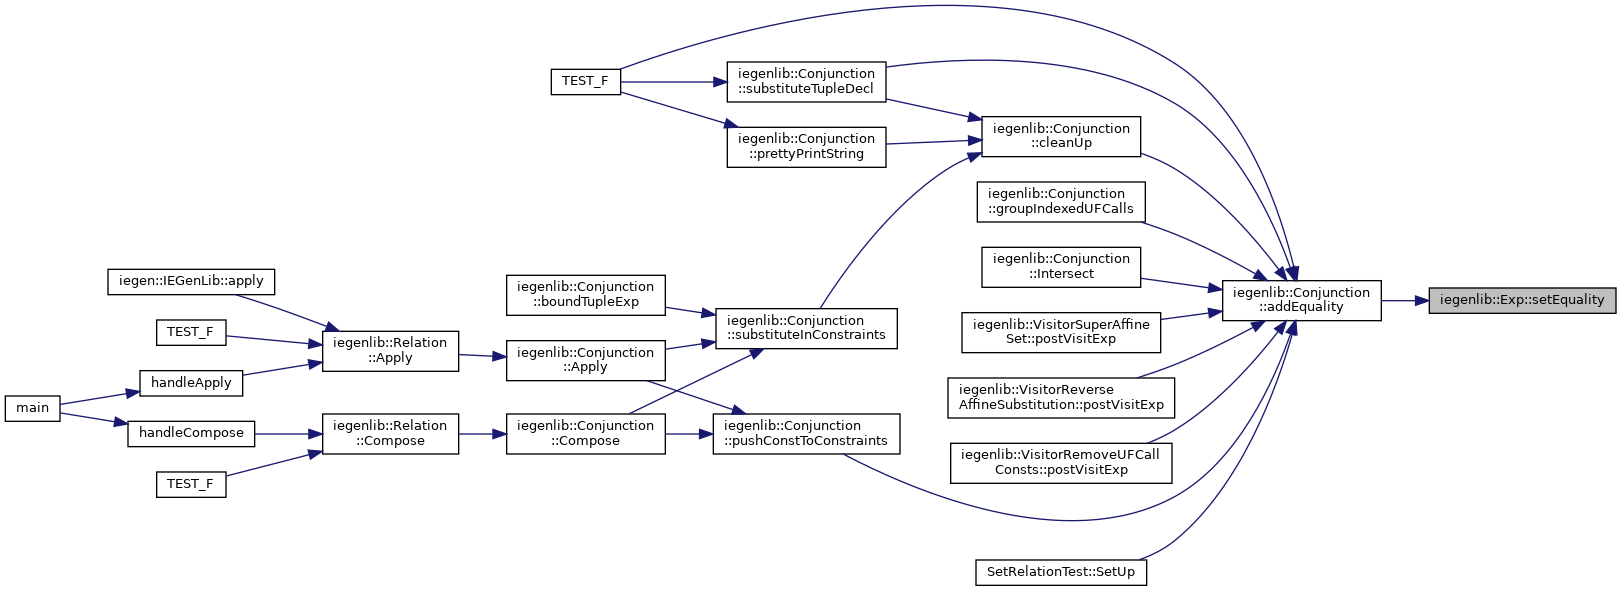 TEST_F
iegenlib::Conjunction
::substituteTupleDecl
iegenlib::Conjunction
::prettyPrintString
iegenlib::Conjunction
::cleanUp
iegenlib::Conjunction
::groupIndexedUFCalls
iegenlib::Conjunction
::Intersect
iegen::IEGenLib::apply
iegenlib::Conjunction
::boundTupleExp
iegenlib::Conjunction
::addEquality
iegenlib::Exp::setEquality
TEST_F
iegenlib::Relation
::Apply
iegenlib::Conjunction
::Apply
iegenlib::Conjunction
::substituteInConstraints
iegenlib::VisitorSuperAffine
Set::postVisitExp
handleApply
main
iegenlib::VisitorReverse
AffineSubstitution::postVisitExp
handleCompose
iegenlib::Relation
::Compose
iegenlib::Conjunction
::Compose
iegenlib::Conjunction
::pushConstToConstraints
iegenlib::VisitorRemoveUFCall
Consts::postVisitExp
TEST_F
SetRelationTest::SetUp